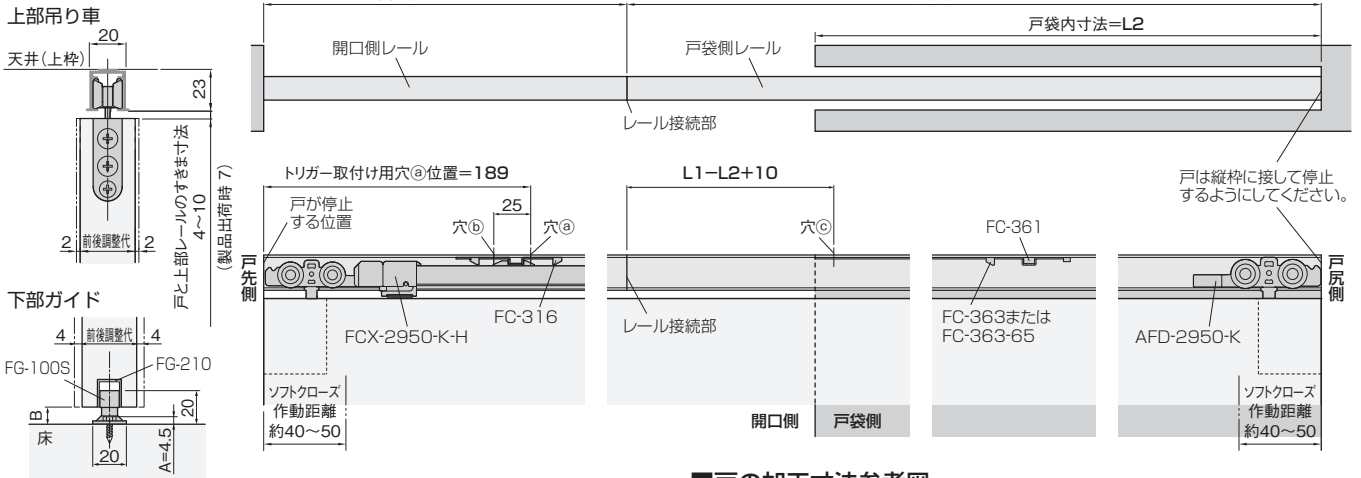 上部吊り車
20
天井(上枠)
23
戸と上部レールのすきま寸法
4〜10
(製品出荷時 7)
2
前後調整代
2
下部ガイド
4
前後調整代
4
FG-100S
FG-210
B
20
床
20
A=4.5
戸袋内寸法=L2
開口側レール
戸袋側レール
レール接続部
トリガー取付け用穴ⓐ位置=189
L1−L2+10
戸は縦枠に接して停止
するようにしてください。
戸が停止
する位置
25
穴ⓑ
穴ⓐ
穴ⓒ
FC-361
戸先側
戸尻側
FCX-2950-K-H
FC-316
レール接続部
FC-363または
FC-363-65
AFD-2950-K
ソフトクローズ
作動距離
約40〜50
開口側
戸袋側
ソフトクローズ
作動距離
約40〜50